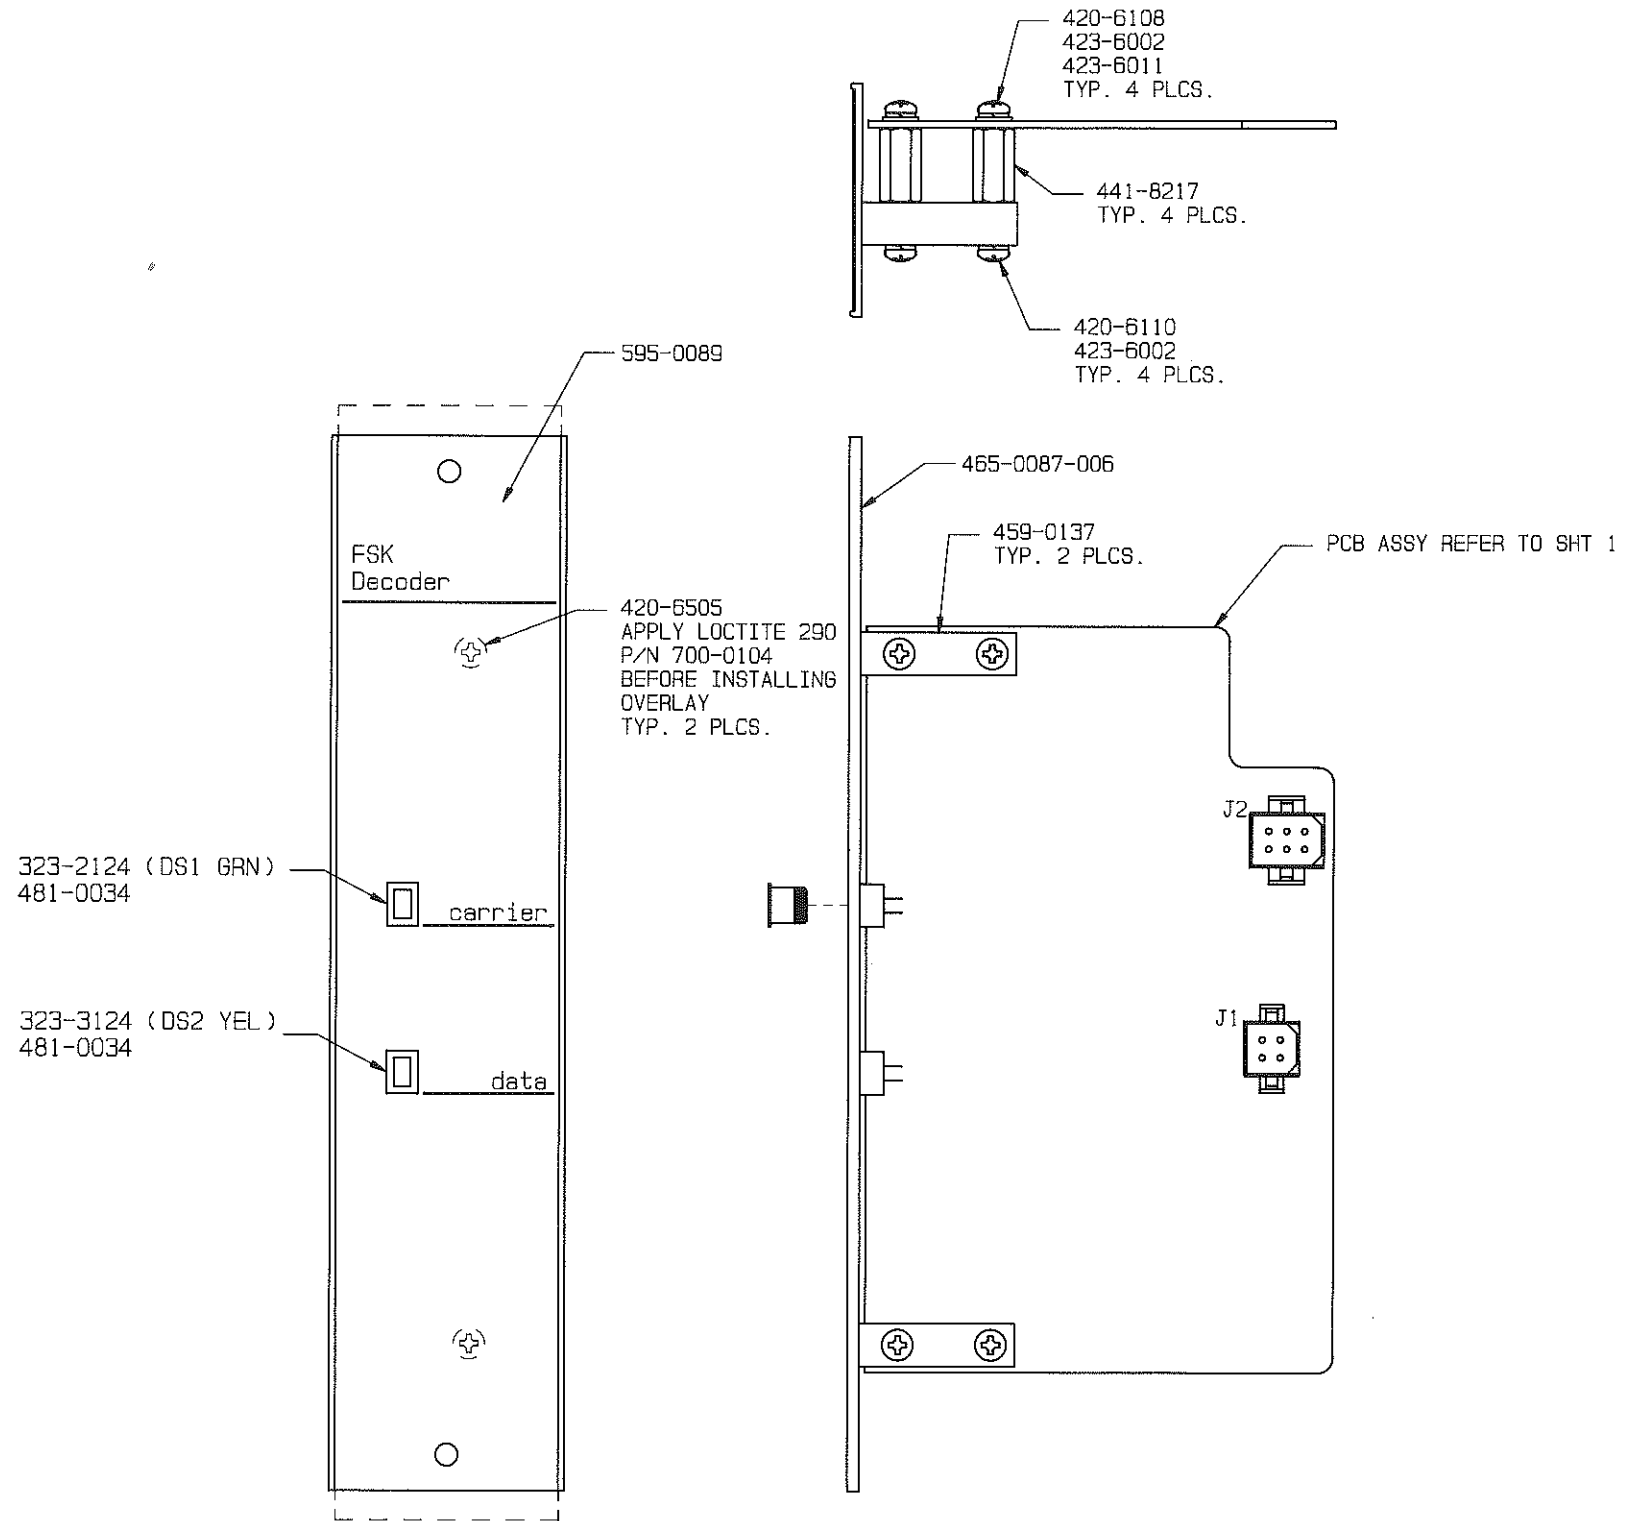 420-6108
423-6002
423-6011
TYP. 4 PLCS.
441-8217
TYP. 4 PLCS.
420-6110
423-6002
TYP. 4 PLCS.
595-0089
465-0087-006
459-0137
TYP. 2 PLCS.
PCB ASSY REFER TO SHT 1
FSK
Decoder
420-6505
APPLY LOCTITE 290
P/N 700-0104
BEFORE INSTALLING
OVERLAY
TYP. 2 PLCS.
J2
323-2124 (DS1 GRN)
481-0034
carrier
323-3124 (DS2 YEL)
481-0034
data
J1